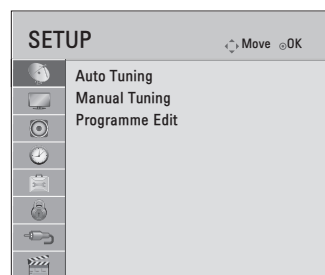 SETUP
Move OK
Auto Tuning
Manual Tuning
Programme Edit